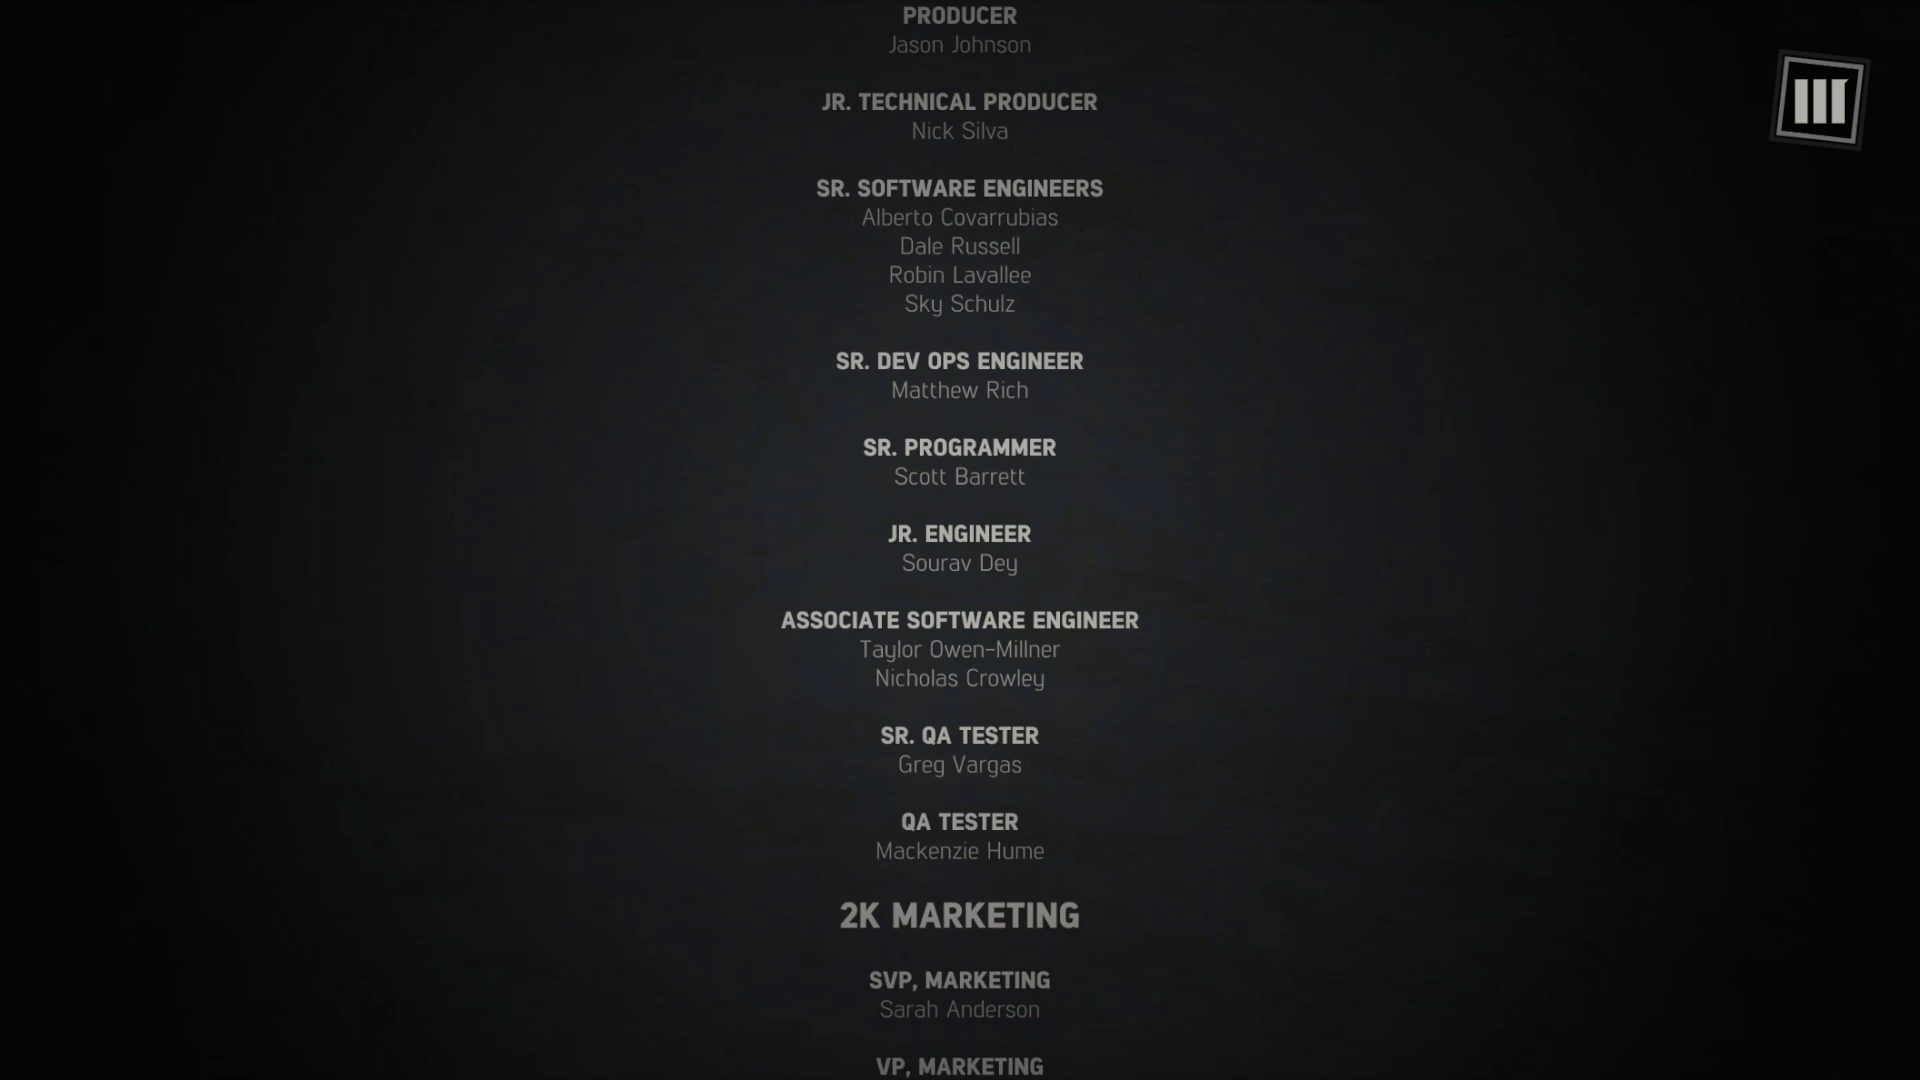 PRODUCER
Jason Johnson
JR. TECHNICAL PRODUCER
Nick Silva
SR. SOFTWARE ENGINEERS
Alberto Covarrubias
Dale Russell
Robin Lavallee
Sky Schulz
SR. DEV OPS ENGINEER
Matthew Rich
SR. PROGRAMMER
Scott Barrett
JR. ENGINEER
Sourav Dey
ASSOCIATE SOFTWARE ENGINEER
Taylor Owen-Millner
Nicholas Crowley
SR. QA TESTER
Greg Vargas
QA TESTER
Mackenzie Hume
2K MARKETING
SVP, MARKETING
Sarah Anderson
VP, MARKETING
III